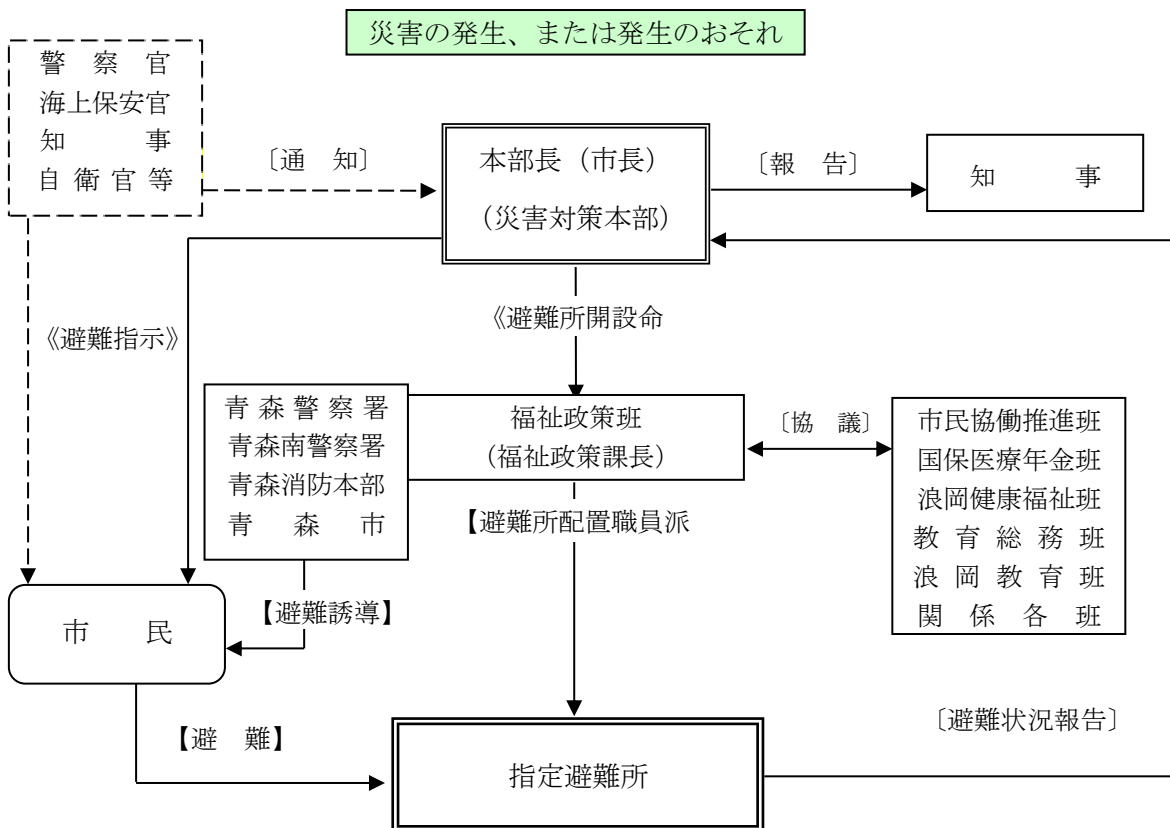 災害の発生、または発生のおそれ
警察官
海上保安官
知事
自衛官等
〔通 知〕
本部長（市長）
（災害対策本部）
〔報 告〕
知 事
《避難指示》
《避難所開設命
青森警察署
青森南警察署
青森消防本部
青森市
福祉政策班
（福祉政策課長）
〔協 議〕
市民協働推進班
国保医療年金班
浪岡健康福祉班
教育総務班
浪岡教育班
関係各班
【避難所配置職員派
【避難誘導】
市 民
【避 難】
指定避難所
〔避難状況報告〕